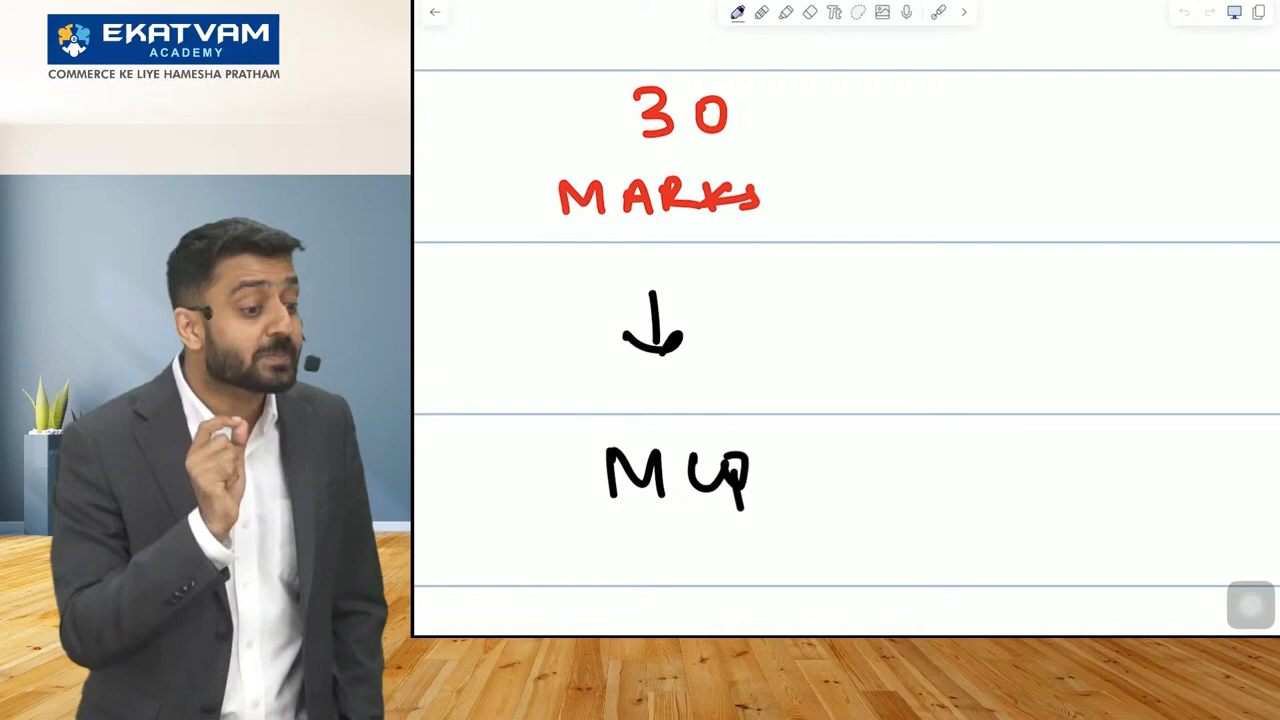 EKATVAM
ACADEMY
COMMERCE KE LIYE HAMESHA PRATHAM
30
MARKS
MCQ